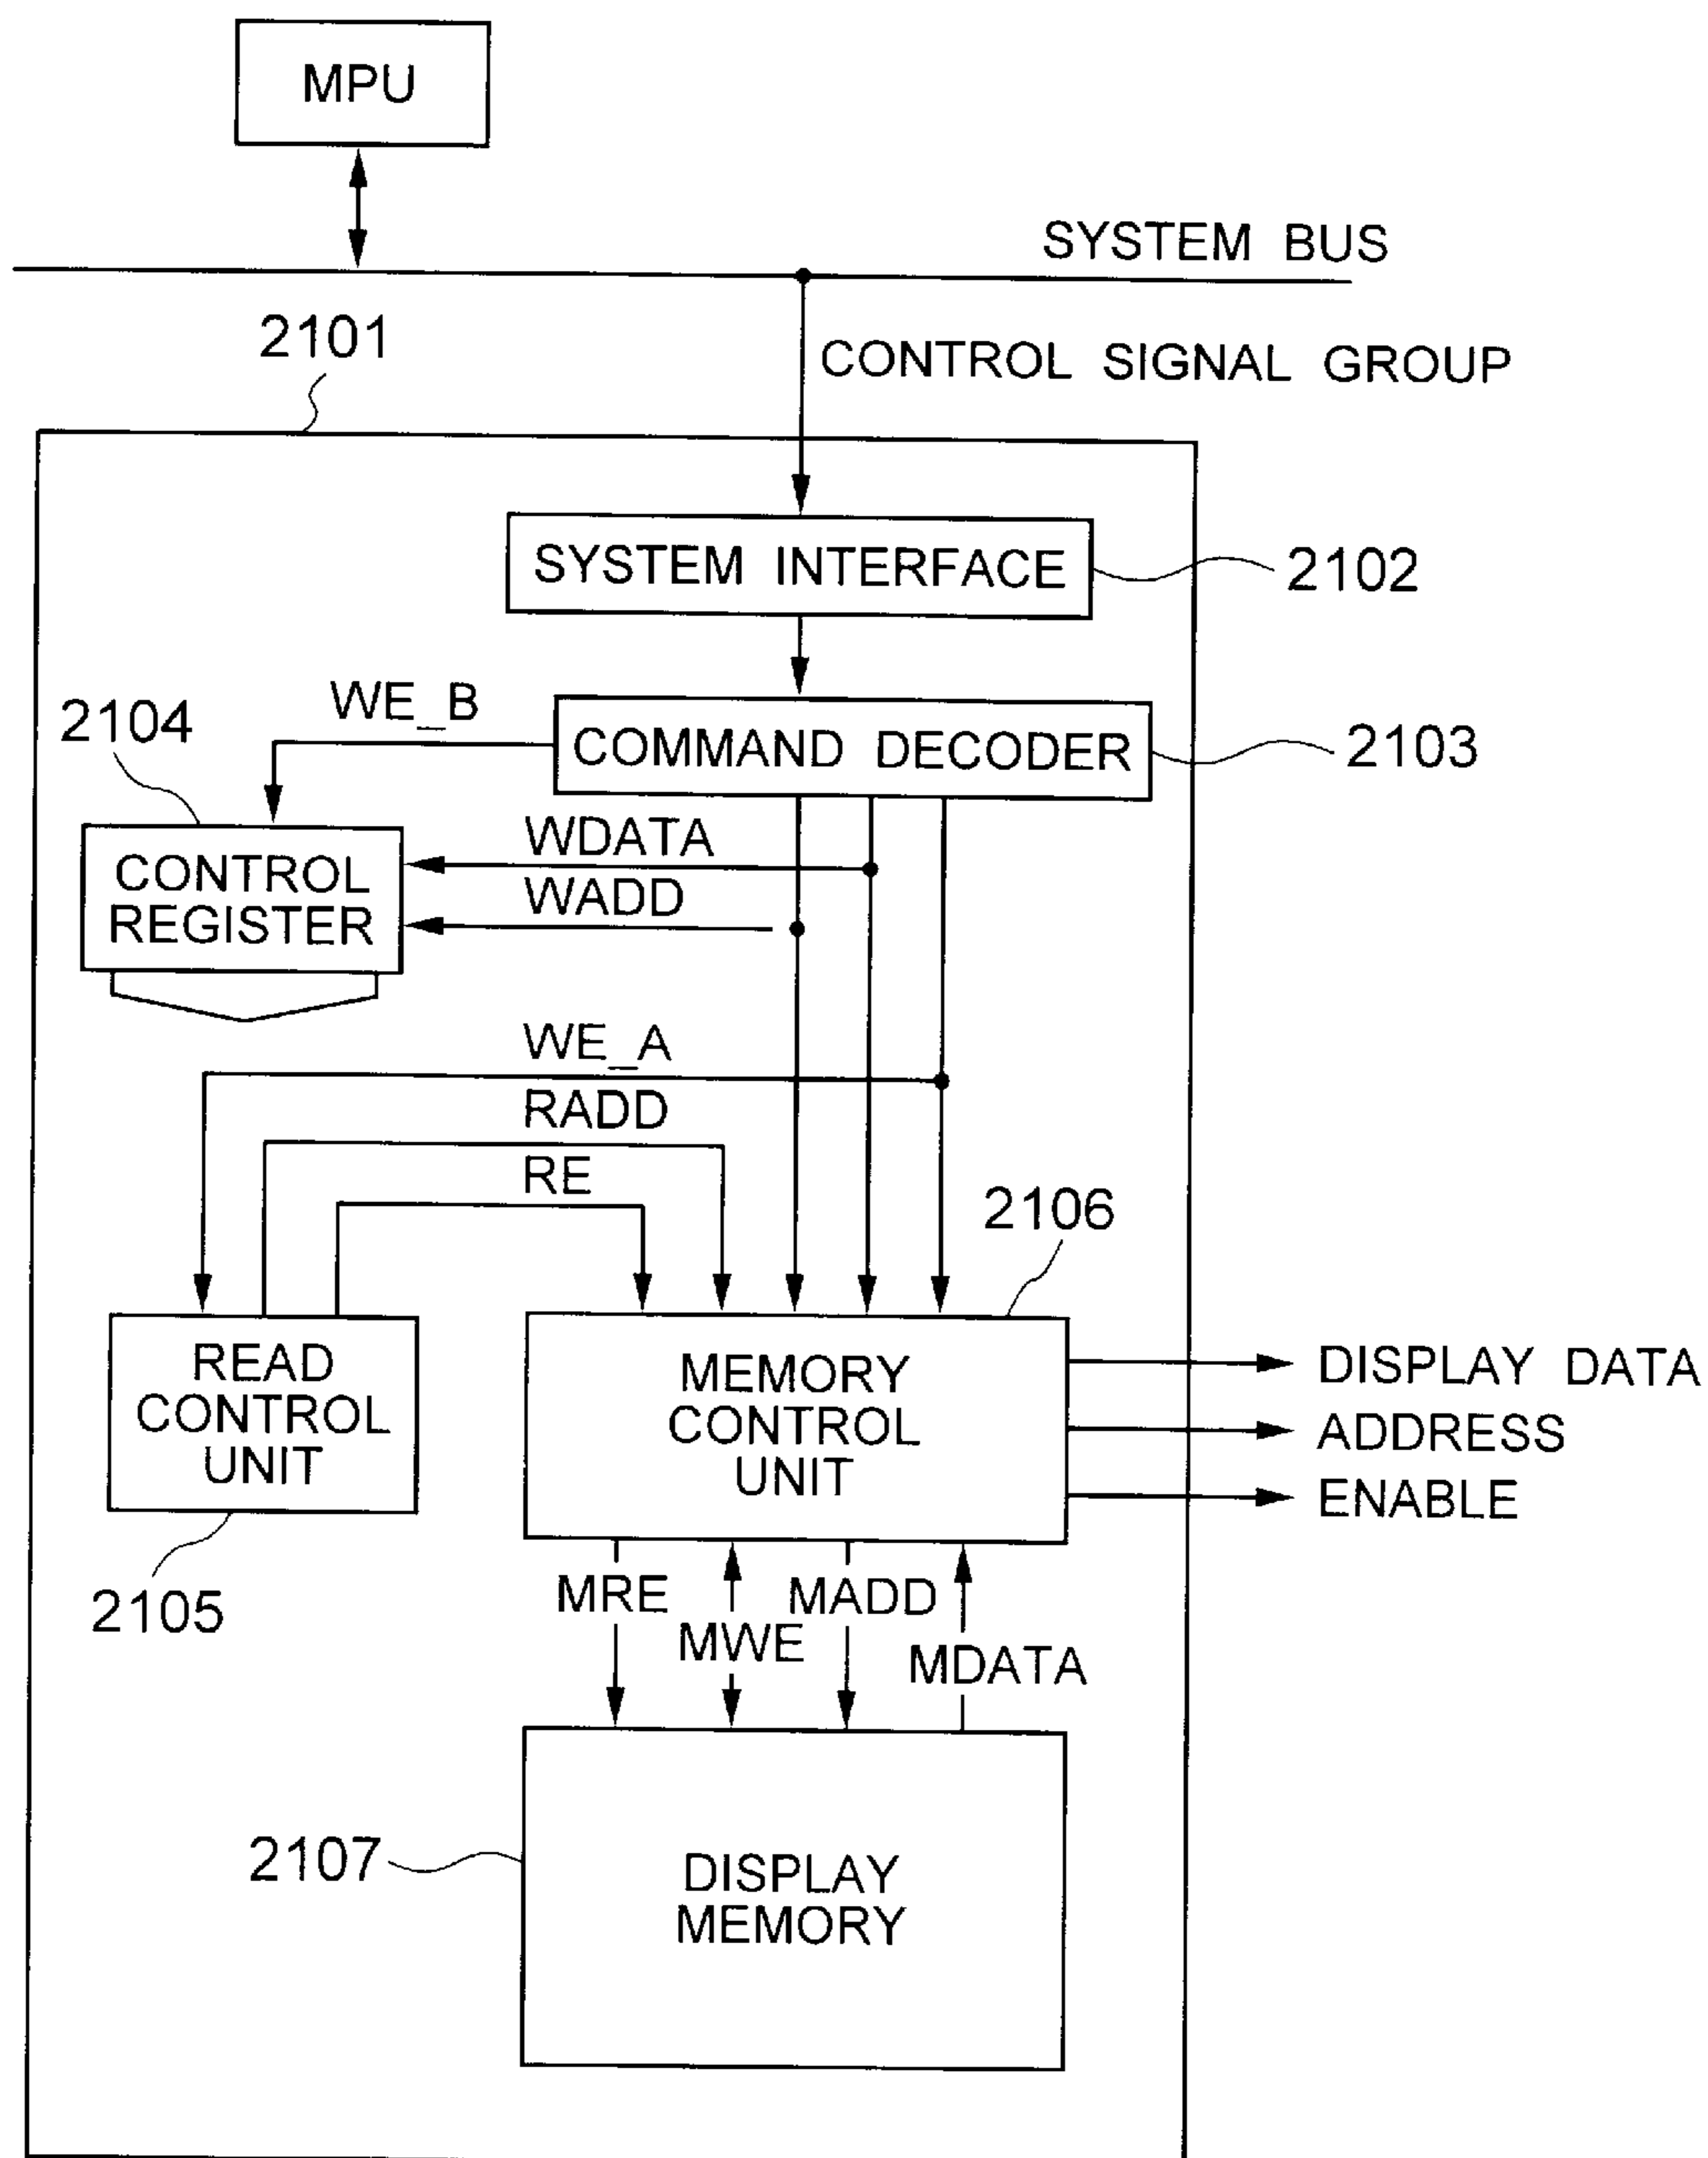 MPU
SYSTEM BUS
2101
CONTROL SIGNAL GROUP
SYSTEM INTERFACE
2102
WE_B
2104
COMMAND DECODER
2103
WDATA
CONTROL
REGISTER
WADD
WE_A
RADD
RE
2106
READ
CONTROL
UNIT
MEMORY
CONTROL
UNIT
DISPLAY DATA
ADDRESS
ENABLE
2105
MRE
MADD
MWE
MDATA
2107
DISPLAY
MEMORY